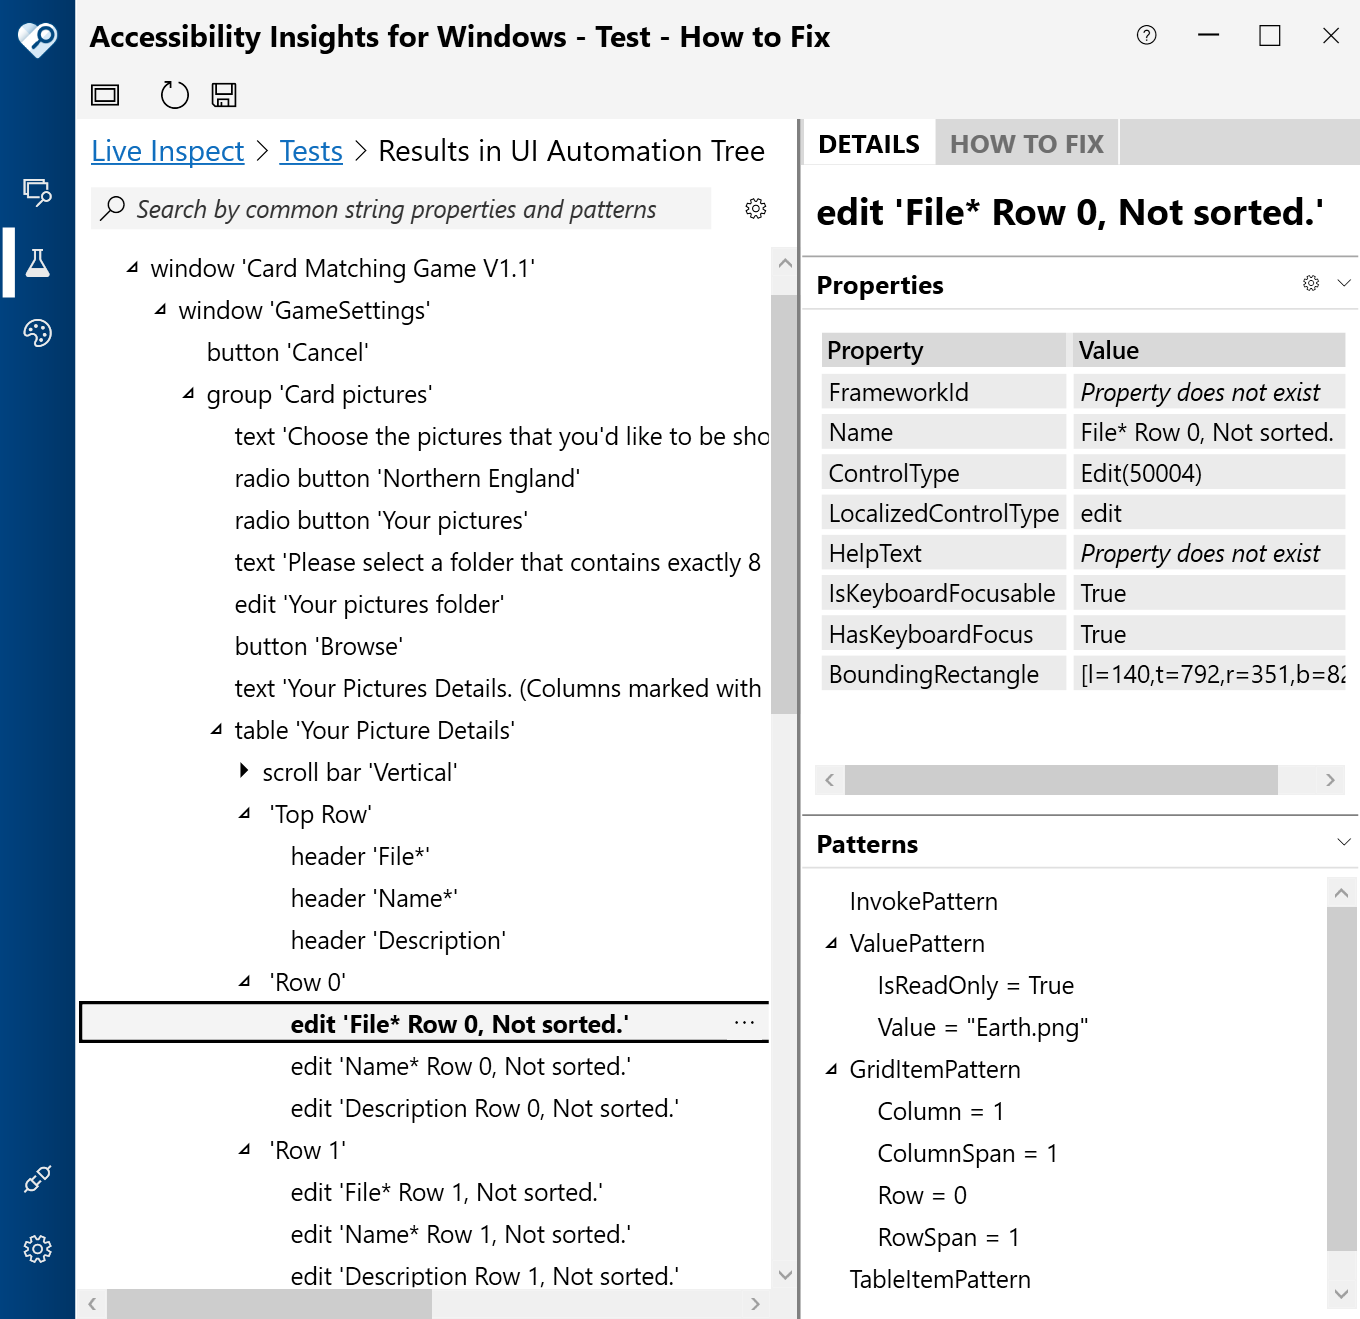 Accessibility Insights for Windows - Test - How to Fix
Live Inspect > Tests > Results in UI Automation Tree
Search by common string properties and patterns
window 'Card Matching Game V1.1'
window 'GameSettings'
button 'Cancel'
group 'Card pictures'
text 'Choose the pictures that you'd like to be sho
radio button 'Northern England'
radio button 'Your pictures'
text 'Please select a folder that contains exactly 8
edit 'Your pictures folder'
button 'Browse'
text 'Your Pictures Details. (Columns marked with
table 'Your Picture Details'
scroll bar 'Vertical'
'Top Row'
header 'File*'
header 'Name*'
header 'Description'
'Row 0'
edit 'File* Row 0, Not sorted.' ...
edit 'Name* Row 0, Not sorted.'
edit 'Description Row 0, Not sorted.'
'Row 1'
edit 'File* Row 1, Not sorted.'
edit 'Name* Row 1, Not sorted.'
edit 'Description Row 1, Not sorted.'
DETAILS HOW TO FIX
edit 'File* Row 0, Not sorted.'
Properties
Property Value
FrameworkId Property does not exist
Name File* Row 0, Not sorted.
ControlType Edit(50004)
LocalizedControlType edit
HelpText Property does not exist
IsKeyboardFocusable True
HasKeyboardFocus True
BoundingRectangle [l=140,t=792,r=351,b=82
Patterns
InvokePattern
ValuePattern
IsReadOnly = True
Value = "Earth.png"
GridItemPattern
Column = 1
ColumnSpan = 1
Row = 0
RowSpan = 1
TableItemPattern